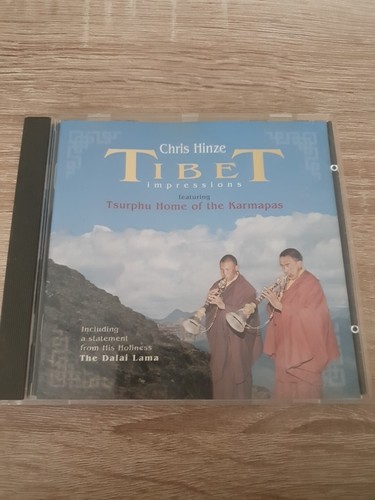 Chris Hinze
TIBET
impressions
featuring
Tsurphu Home of the Karmapas
Including
a statement
from His Holiness
The Dalai Lama